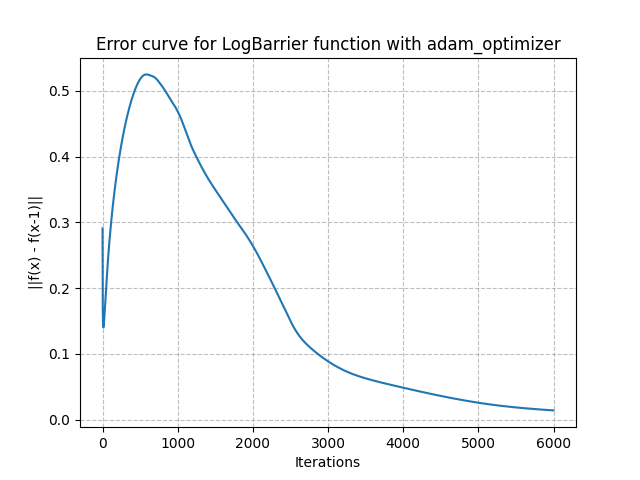 Error curve for LogBarrier function with adam_optimizer
||f(x) - f(x-1)||
0.5
0.4
0.3
0.2
0.1
0.0
0 1000 2000 3000 4000 5000 6000
Iterations